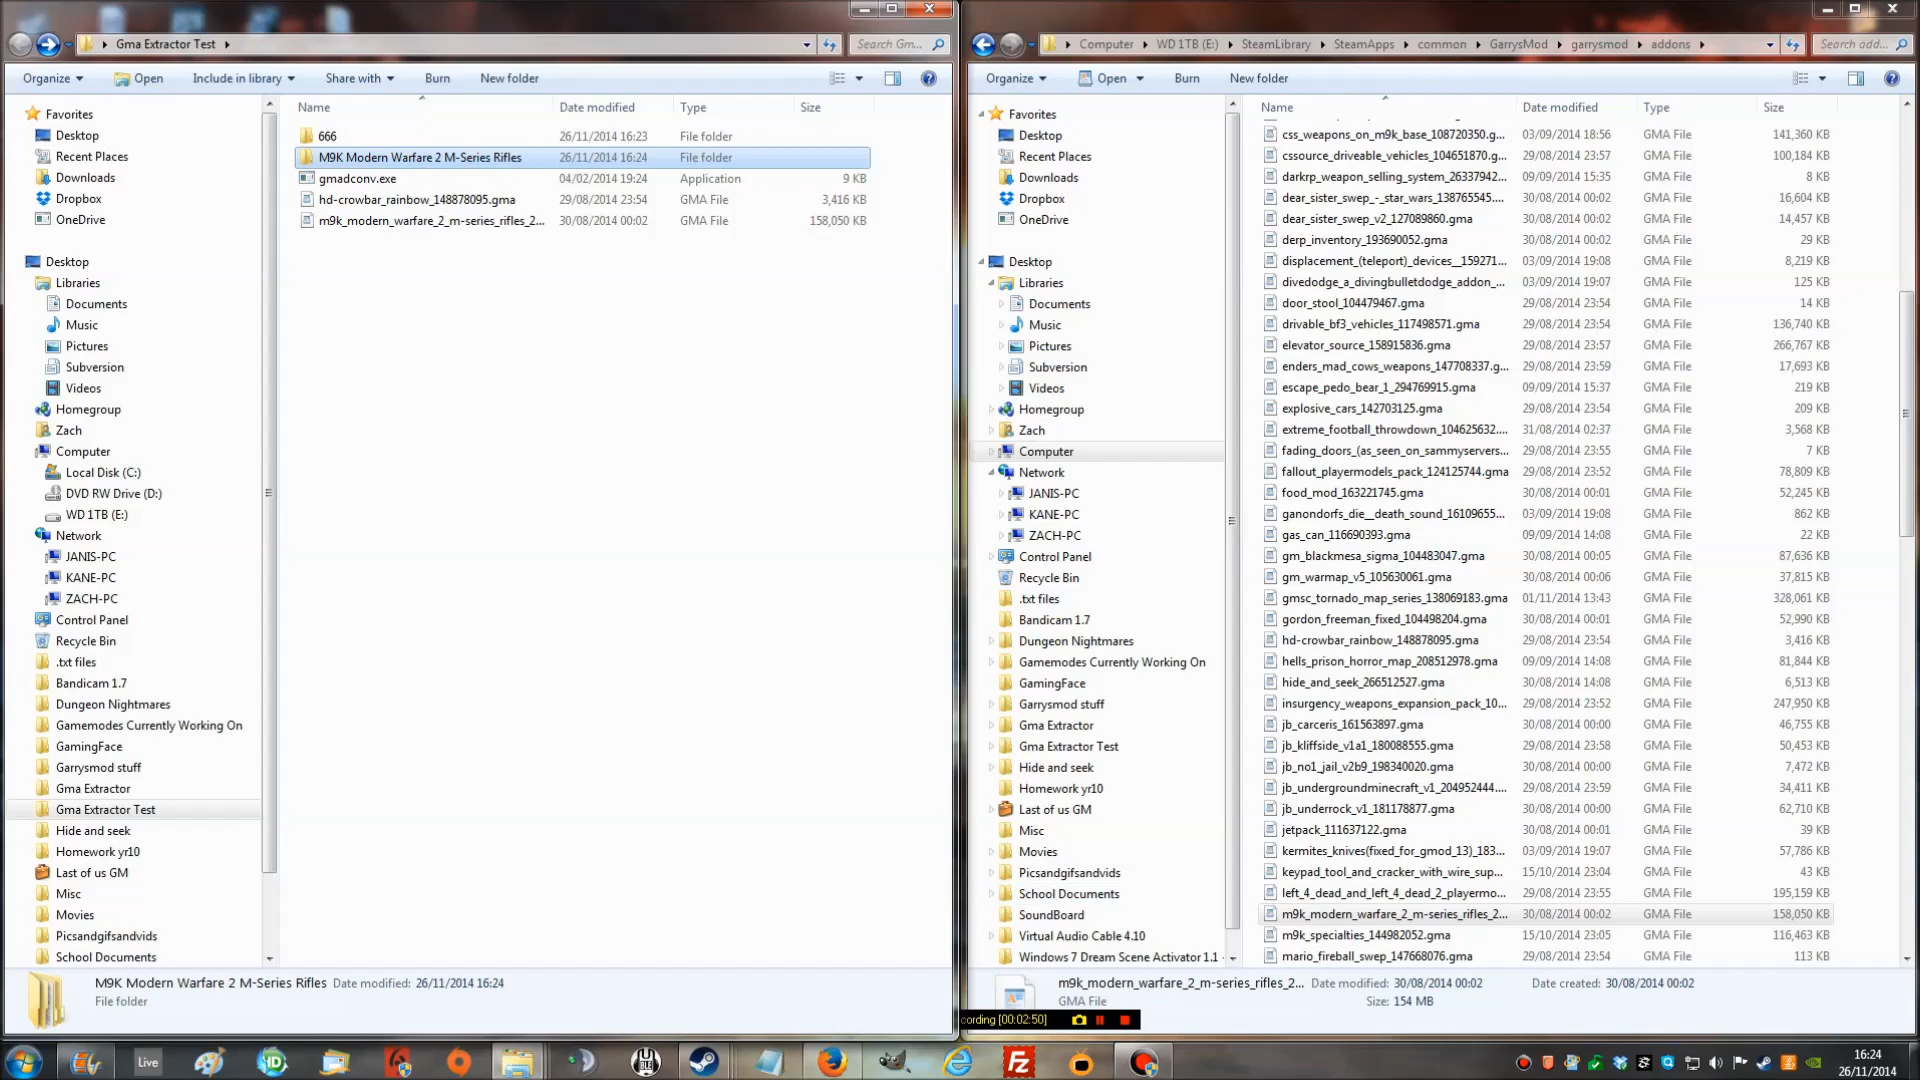 Gma Extractor Test
Search Gm...
Organize
Open
Include in library
Share with
Burn
New folder
Name
Date modified
Type
Size
Favorites
Desktop
Recent Places
Downloads
Dropbox
OneDrive
Desktop
Libraries
Documents
Music
Pictures
Subversion
Videos
Homegroup
Zach
Computer
Local Disk (C:)
DVD RW Drive (D:)
WD 1TB (E:)
Network
JANIS-PC
KANE-PC
ZACH-PC
Control Panel
Recycle Bin
.txt files
Bandicam 1.7
Dungeon Nightmares
Gamemodes Currently Working On
GamingFace
Garrysmod stuff
Gma Extractor
Gma Extractor Test
Hide and seek
Homework yr10
Last of us GM
Misc
Movies
Picsandgifsandvids
School Documents
666 26/11/2014 16:23 File folder
M9K Modern Warfare 2 M-Series Rifles 26/11/2014 16:24 File folder
gmadconv.exe 04/02/2014 19:24 Application 9 KB
hd-crowbar_rainbow_148878095.gma 29/08/2014 23:54 GMA File 3,416 KB
m9k_modern_warfare_2_m-series_rifles_2... 30/08/2014 00:02 GMA File 158,050 KB
M9K Modern Warfare 2 M-Series Rifles Date modified: 26/11/2014 16:24
File folder
Computer WD 1TB (E:) SteamLibrary SteamApps common GarrysMod garrysmod addons
Search add...
Organize
Open
Burn
New folder
Name
Date modified
Type
Size
Favorites
Desktop
Recent Places
Downloads
Dropbox
OneDrive
Desktop
Libraries
Documents
Music
Pictures
Subversion
Videos
Homegroup
Zach
Computer
Network
JANIS-PC
KANE-PC
ZACH-PC
Control Panel
Recycle Bin
.txt files
Bandicam 1.7
Dungeon Nightmares
Gamemodes Currently Working On
GamingFace
Garrysmod stuff
Gma Extractor
Gma Extractor Test
Hide and seek
Homework yr10
Last of us GM
Misc
Movies
Picsandgifsandvids
School Documents
SoundBoard
Virtual Audio Cable 4.10
Windows 7 Dream Scene Activator 1.1
css_weapons_on_m9k_base_108720350.g... 03/09/2014 18:56 GMA File 141,360 KB
cssource_driveable_vehicles_104651870.g... 29/08/2014 23:57 GMA File 100,184 KB
darkrp_weapon_selling_system_26337942... 09/09/2014 15:35 GMA File 8 KB
dear_sister_swep_-_star_wars_138765545.... 30/08/2014 00:02 GMA File 16,604 KB
dear_sister_swep_v2_127089860.gma 30/08/2014 00:02 GMA File 14,457 KB
derp_inventory_193690052.gma 30/08/2014 00:02 GMA File 29 KB
displacement_(teleport)_devices__159271... 03/09/2014 19:08 GMA File 8,219 KB
divedodge_a_divingbulletdodge_addon_... 03/09/2014 19:07 GMA File 125 KB
door_stool_104479467.gma 29/08/2014 23:54 GMA File 14 KB
drivable_bf3_vehicles_117498571.gma 29/08/2014 23:54 GMA File 136,740 KB
elevator_source_158915836.gma 29/08/2014 23:57 GMA File 266,767 KB
enders_mad_cows_weapons_147708337.g... 29/08/2014 23:59 GMA File 17,693 KB
escape_pedo_bear_1_294769915.gma 09/09/2014 15:37 GMA File 219 KB
explosive_cars_142703125.gma 29/08/2014 23:54 GMA File 209 KB
extreme_football_throwdown_104625632.... 31/08/2014 02:37 GMA File 3,568 KB
fading_doors_(as_seen_on_sammyservers... 29/08/2014 23:55 GMA File 7 KB
fallout_playermodels_pack_124125744.gma 29/08/2014 23:52 GMA File 78,809 KB
food_mod_163221745.gma 30/08/2014 00:01 GMA File 52,245 KB
ganondorfs_die__death_sound_16109655... 03/09/2014 19:08 GMA File 862 KB
gas_can_116690393.gma 09/09/2014 14:08 GMA File 22 KB
gm_blackmesa_sigma_104483047.gma 30/08/2014 00:05 GMA File 87,636 KB
gm_warmap_v5_105630061.gma 30/08/2014 00:06 GMA File 37,815 KB
gmsc_tornado_map_series_138069183.gma 01/11/2014 13:43 GMA File 328,061 KB
gordon_freeman_fixed_104498204.gma 29/08/2014 23:54 GMA File 52,990 KB
hd-crowbar_rainbow_148878095.gma 29/08/2014 23:54 GMA File 3,416 KB
hells_prison_horror_map_208512978.gma 09/09/2014 14:08 GMA File 81,844 KB
hide_and_seek_266512527.gma 30/08/2014 14:08 GMA File 6,513 KB
insurgency_weapons_expansion_pack_10... 29/08/2014 23:52 GMA File 247,950 KB
jb_carceris_161563897.gma 30/08/2014 00:00 GMA File 46,755 KB
jb_kliffside_v1a1_180088555.gma 29/08/2014 23:58 GMA File 50,453 KB
jb_no1_jail_v2b9_198340020.gma 30/08/2014 00:00 GMA File 7,472 KB
jb_undergroundminecraft_v1_204952444.... 29/08/2014 23:59 GMA File 34,411 KB
jb_underrock_v1_181178877.gma 30/08/2014 00:00 GMA File 62,710 KB
jetpack_111637122.gma 30/08/2014 00:01 GMA File 39 KB
kermites_knives(fixed_for_gmod_13)_183... 03/09/2014 19:07 GMA File 57,786 KB
keypad_tool_and_cracker_with_wire_sup... 15/10/2014 23:04 GMA File 43 KB
left_4_dead_and_left_4_dead_2_playermo... 29/08/2014 23:55 GMA File 195,159 KB
m9k_modern_warfare_2_m-series_rifles_2... 30/08/2014 00:02 GMA File 158,050 KB
m9k_specialties_144982052.gma 15/10/2014 23:05 GMA File 116,463 KB
mario_fireball_swep_147668076.gma 29/08/2014 23:54 GMA File 113 KB
m9k_modern_warfare_2_m-series_rifles_2... Date modified: 30/08/2014 00:02 Date created: 30/08/2014 00:02
GMA File Size: 154 MB
cording [00:02:50]
Live
16:24
26/11/2014